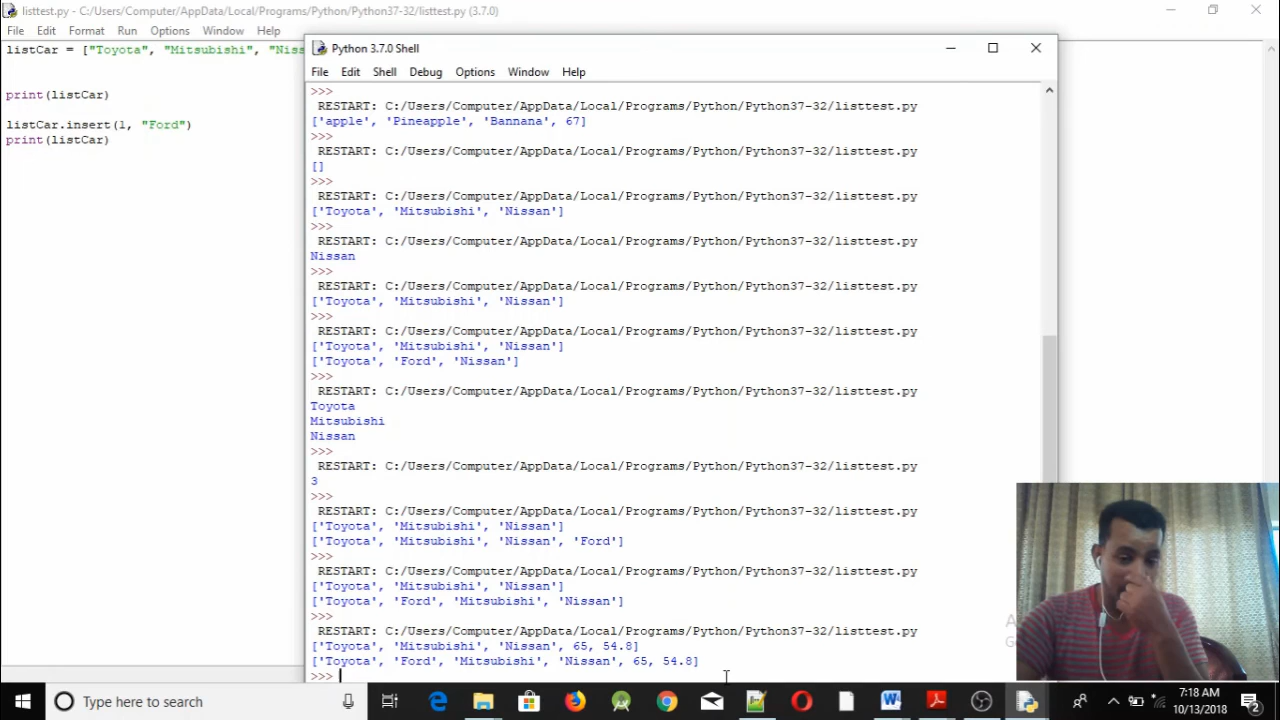 listtest.py - C:/Users/Computer/AppData/Local/Programs/Python/Python37-32/listtest.py (3.7.0)
File Edit Format Run Options Window Help
listCar = ["Toyota", "Mitsubishi", "Niss
print(listCar)
listCar.insert(1, "Ford")
print(listCar)
Python 3.7.0 Shell
File Edit Shell Debug Options Window Help
>>>
RESTART: C:/Users/Computer/AppData/Local/Programs/Python/Python37-32/listtest.py
['apple', 'Pineapple', 'Bannana', 67]
>>>
RESTART: C:/Users/Computer/AppData/Local/Programs/Python/Python37-32/listtest.py
[]
>>>
RESTART: C:/Users/Computer/AppData/Local/Programs/Python/Python37-32/listtest.py
['Toyota', 'Mitsubishi', 'Nissan']
>>>
RESTART: C:/Users/Computer/AppData/Local/Programs/Python/Python37-32/listtest.py
Nissan
>>>
RESTART: C:/Users/Computer/AppData/Local/Programs/Python/Python37-32/listtest.py
['Toyota', 'Mitsubishi', 'Nissan']
>>>
RESTART: C:/Users/Computer/AppData/Local/Programs/Python/Python37-32/listtest.py
['Toyota', 'Mitsubishi', 'Nissan']
['Toyota', 'Ford', 'Nissan']
>>>
RESTART: C:/Users/Computer/AppData/Local/Programs/Python/Python37-32/listtest.py
Toyota
Mitsubishi
Nissan
>>>
RESTART: C:/Users/Computer/AppData/Local/Programs/Python/Python37-32/listtest.py
3
>>>
RESTART: C:/Users/Computer/AppData/Local/Programs/Python/Python37-32/listtest.py
['Toyota', 'Mitsubishi', 'Nissan']
['Toyota', 'Mitsubishi', 'Nissan', 'Ford']
>>>
RESTART: C:/Users/Computer/AppData/Local/Programs/Python/Python37-32/listtest.py
['Toyota', 'Mitsubishi', 'Nissan']
['Toyota', 'Ford', 'Mitsubishi', 'Nissan']
>>>
RESTART: C:/Users/Computer/AppData/Local/Programs/Python/Python37-32/listtest.py
['Toyota', 'Mitsubishi', 'Nissan', 65, 54.8]
['Toyota', 'Ford', 'Mitsubishi', 'Nissan', 65, 54.8]
>>>
Type here to search
7:18 AM
10/13/2018
2